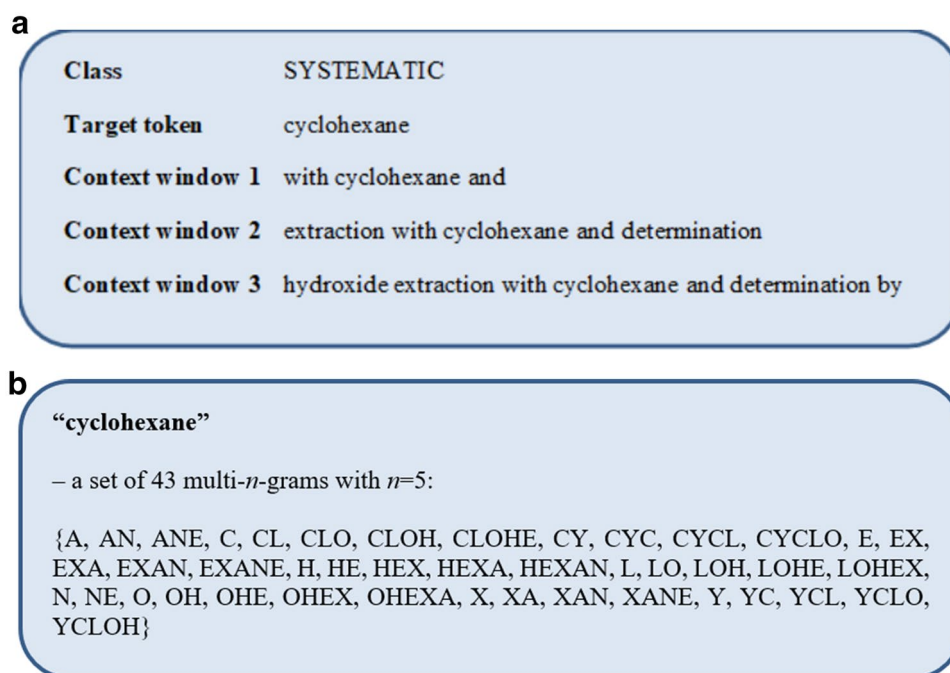 a
Class SYSTEMATIC
Target token cyclohexane
Context window 1 with cyclohexane and
Context window 2 extraction with cyclohexane and determination
Context window 3 hydroxide extraction with cyclohexane and determination by
b
“cyclohexane”
– a set of 43 multi-n-grams with n=5:
{A, AN, ANE, C, CL, CLO, CLOH, CLOHE, CY, CYC, CYCL, CYCLO, E, EX,
EXA, EXAN, EXANE, H, HE, HEX, HEXA, HEXAN, L, LO, LOH, LOHE, LOHEX,
N, NE, O, OH, OHE, OHEX, OHEXA, X, XA, XAN, XANE, Y, YC, YCL, YCLO,
YCLOH}